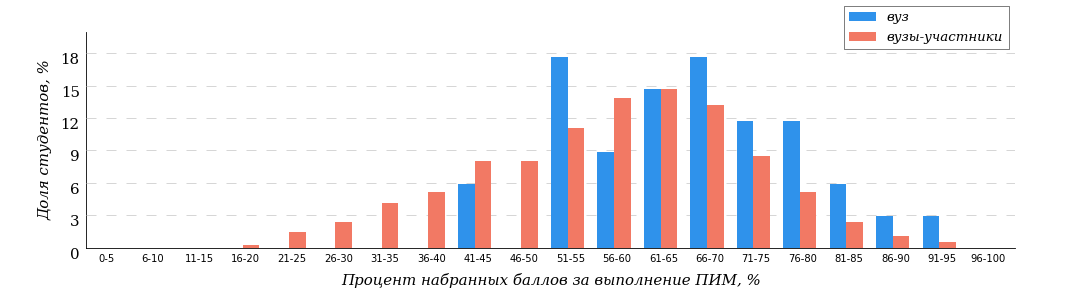 вуз
вузы-участники
Доля студентов, %
18
15
12
9
6
3
0
0-5 6-10 11-15 16-20 21-25 26-30 31-35 36-40 41-45 46-50 51-55 56-60 61-65 66-70 71-75 76-80 81-85 86-90 91-95 96-100
Процент набранных баллов за выполнение ПИМ, %